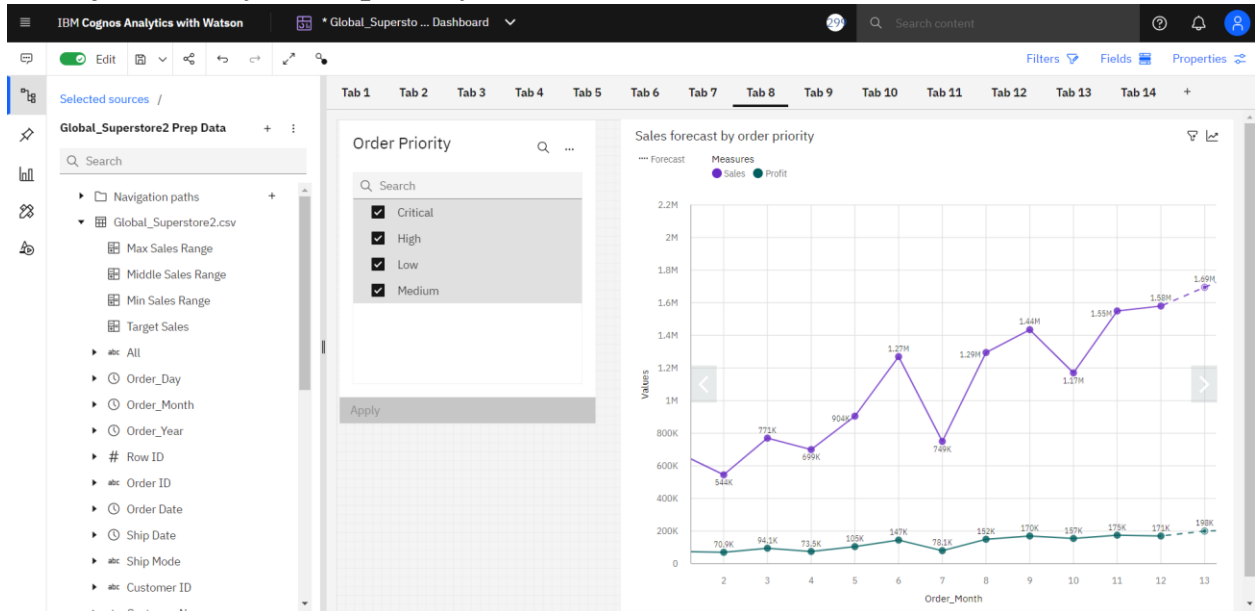 IBM Cognos Analytics with Watson
* Global_Supersto ... Dashboard
299
Search content
Edit
Filters
Fields
Properties
Selected sources /
Global_Superstore2 Prep Data
Search
Navigation paths
Global_Superstore2.csv
Max Sales Range
Middle Sales Range
Min Sales Range
Target Sales
abc All
Order_Day
Order_Month
Order_Year
# Row ID
abc Order ID
Order Date
Ship Date
abc Ship Mode
abc Customer ID
Tab 1 Tab 2 Tab 3 Tab 4 Tab 5 Tab 6 Tab 7 Tab 8 Tab 9 Tab 10 Tab 11 Tab 12 Tab 13 Tab 14 +
Order Priority
Search
Critical
High
Low
Medium
Apply
Sales forecast by order priority
Forecast
Measures
Sales Profit
Values
2.2M
2M
1.8M
1.6M
1.4M
1.2M
1M
800K
600K
400K
200K
0
544K 771K 699K 904K 1.27M 749K 1.29M 1.44M 1.17M 1.55M 1.58M 1.69M
70.9K 94.1K 73.5K 105K 147K 78.1K 152K 170K 157K 175K 171K 198K
2 3 4 5 6 7 8 9 10 11 12 13
Order_Month